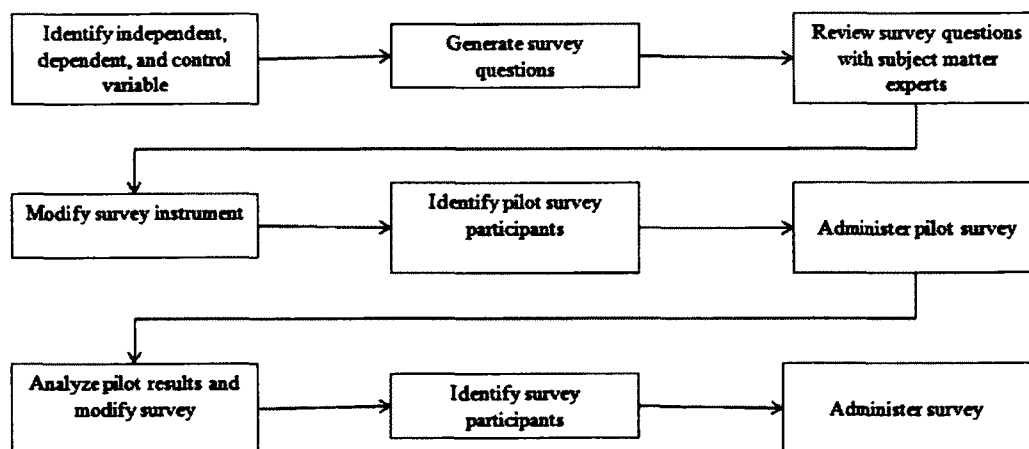 Identify independent,
dependent, and control
variable
Generate survey
questions
Review survey questions
with subject matter
experts
Modify survey instrument
Identify pilot survey
participants
Administer pilot survey
Analyze pilot results and
modify survey
Identify survey
participants
Administer survey